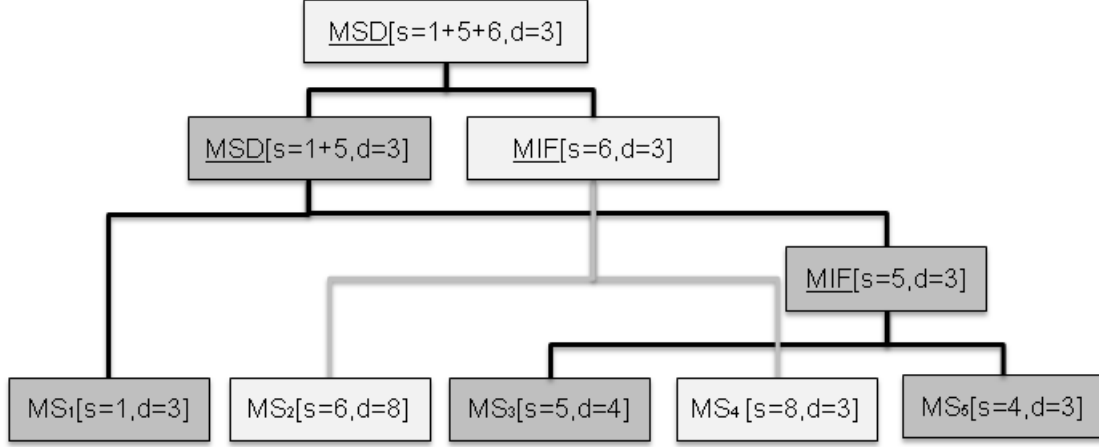 MSD[s=1+5+6,d=3]
MSD[s=1+5,d=3]
MIF[s=6,d=3]
MIF[s=5,d=3]
MS₁[s=1,d=3]
MS₂[s=6,d=8]
MS₃[s=5,d=4]
MS₄ [s=8,d=3]
MS₅[s=4,d=3]